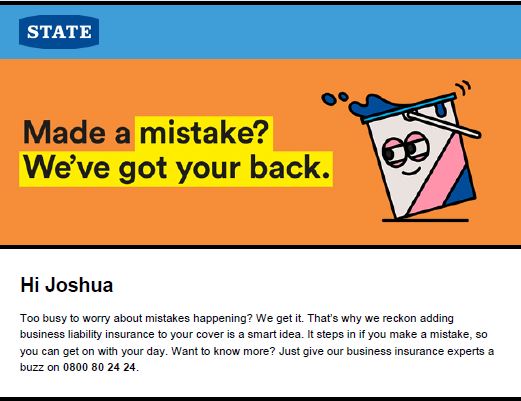 STATE
Made a mistake?
We've got your back.
Hi Joshua
Too busy to worry about mistakes happening? We get it. That's why we reckon adding
business liability insurance to your cover is a smart idea. It steps in if you make a mistake, so
you can get on with your day. Want to know more? Just give our business insurance experts a
buzz on 0800 80 24 24.